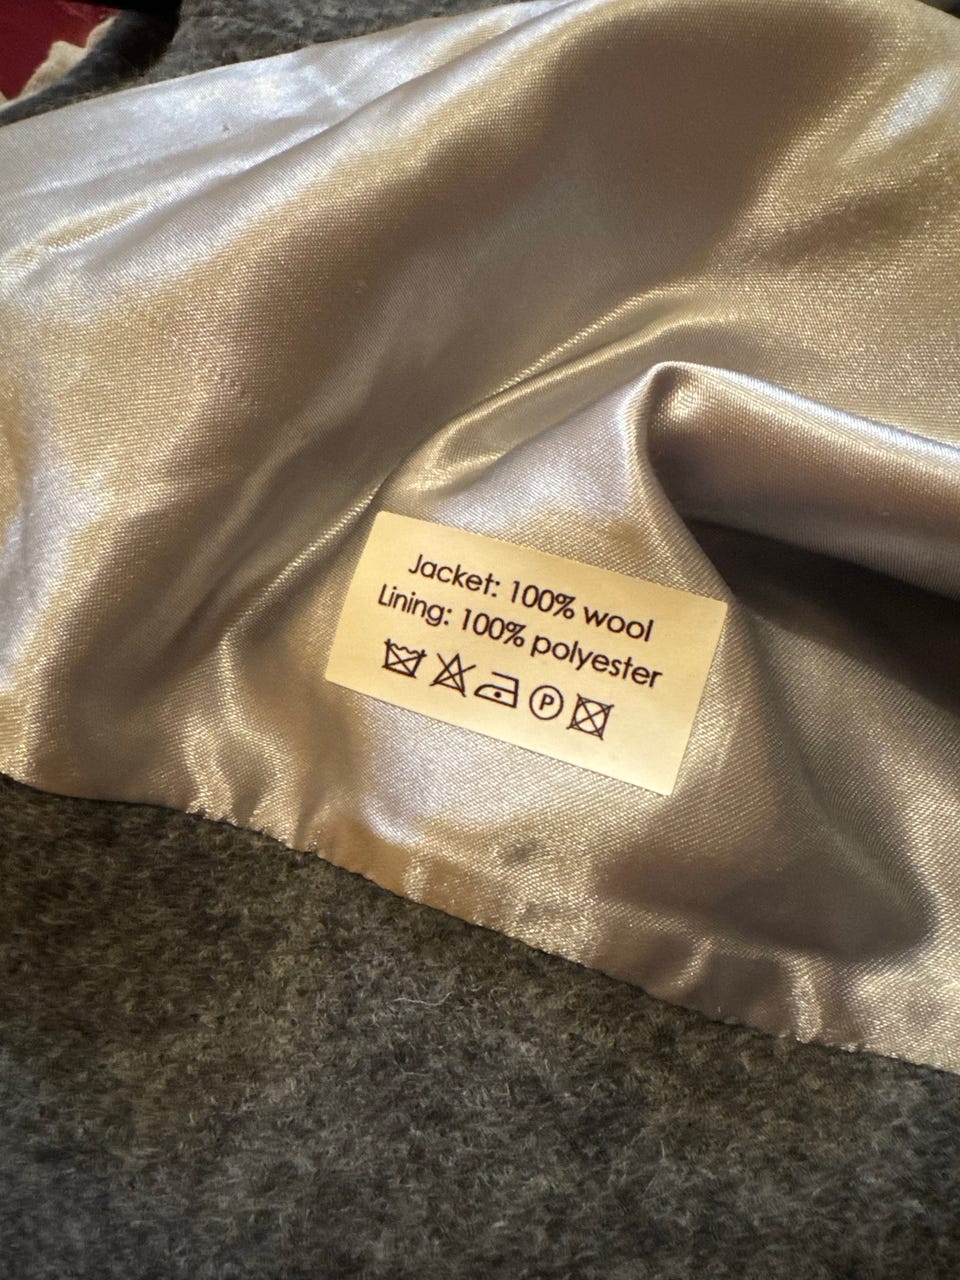 Jacket: 100% wool
Lining: 100% polyester
P